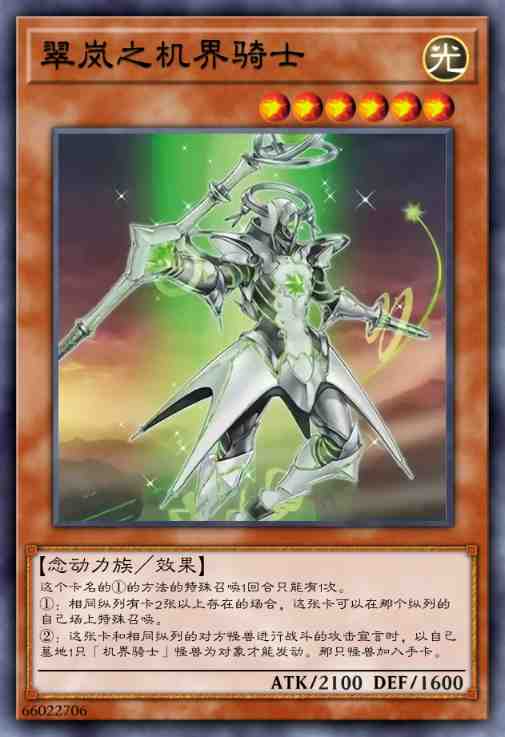 翠岚之机界骑士
光
【念动力族／效果】
这个卡名的①的方法的特殊召唤1回合只能有1次。
①：相同纵列有卡2张以上存在的场合，这张卡可以在那个纵列的
自己场上特殊召唤。
②：这张卡和相同纵列的对方怪兽进行战斗的攻击宣言时，以自己
墓地1只「机界骑士」怪兽为对象才能发动。那只怪兽加入手卡。
ATK/2100 DEF/1600
66022706